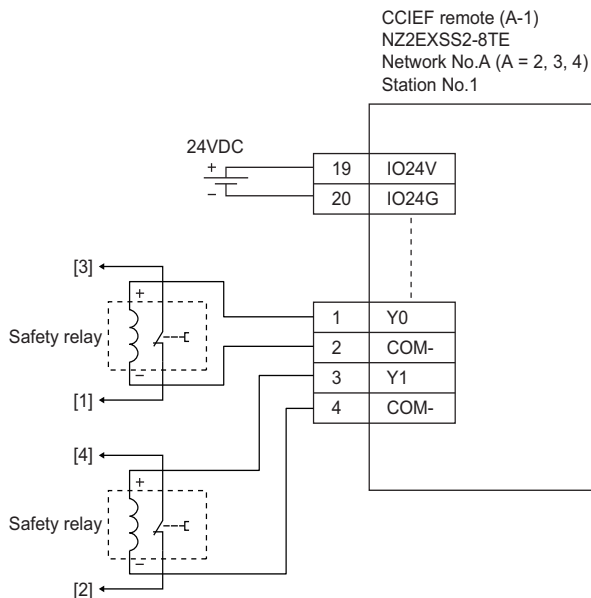 CCIEF remote (A-1)
NZ2EXSS2-8TE
Network No.A (A = 2, 3, 4)
Station No.1
24VDC
+
−
19 IO24V
20 IO24G
[3]
+
Safety relay
−
[1]
1 Y0
2 COM-
3 Y1
4 COM-
[4]
+
Safety relay
−
[2]